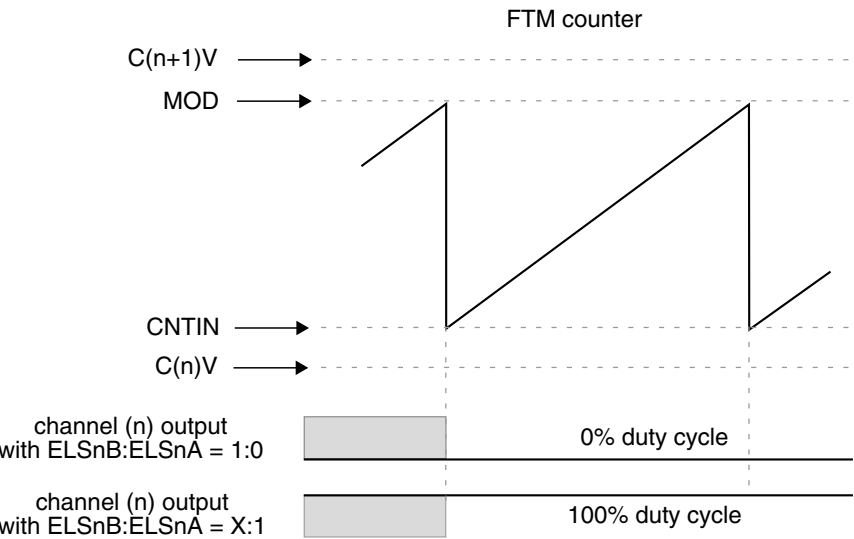 FTM counter
C(n+1)V
MOD
CNTIN
C(n)V
channel (n) output
with ELSnB:ELSnA = 1:0
0% duty cycle
channel (n) output
with ELSnB:ELSnA = X:1
100% duty cycle